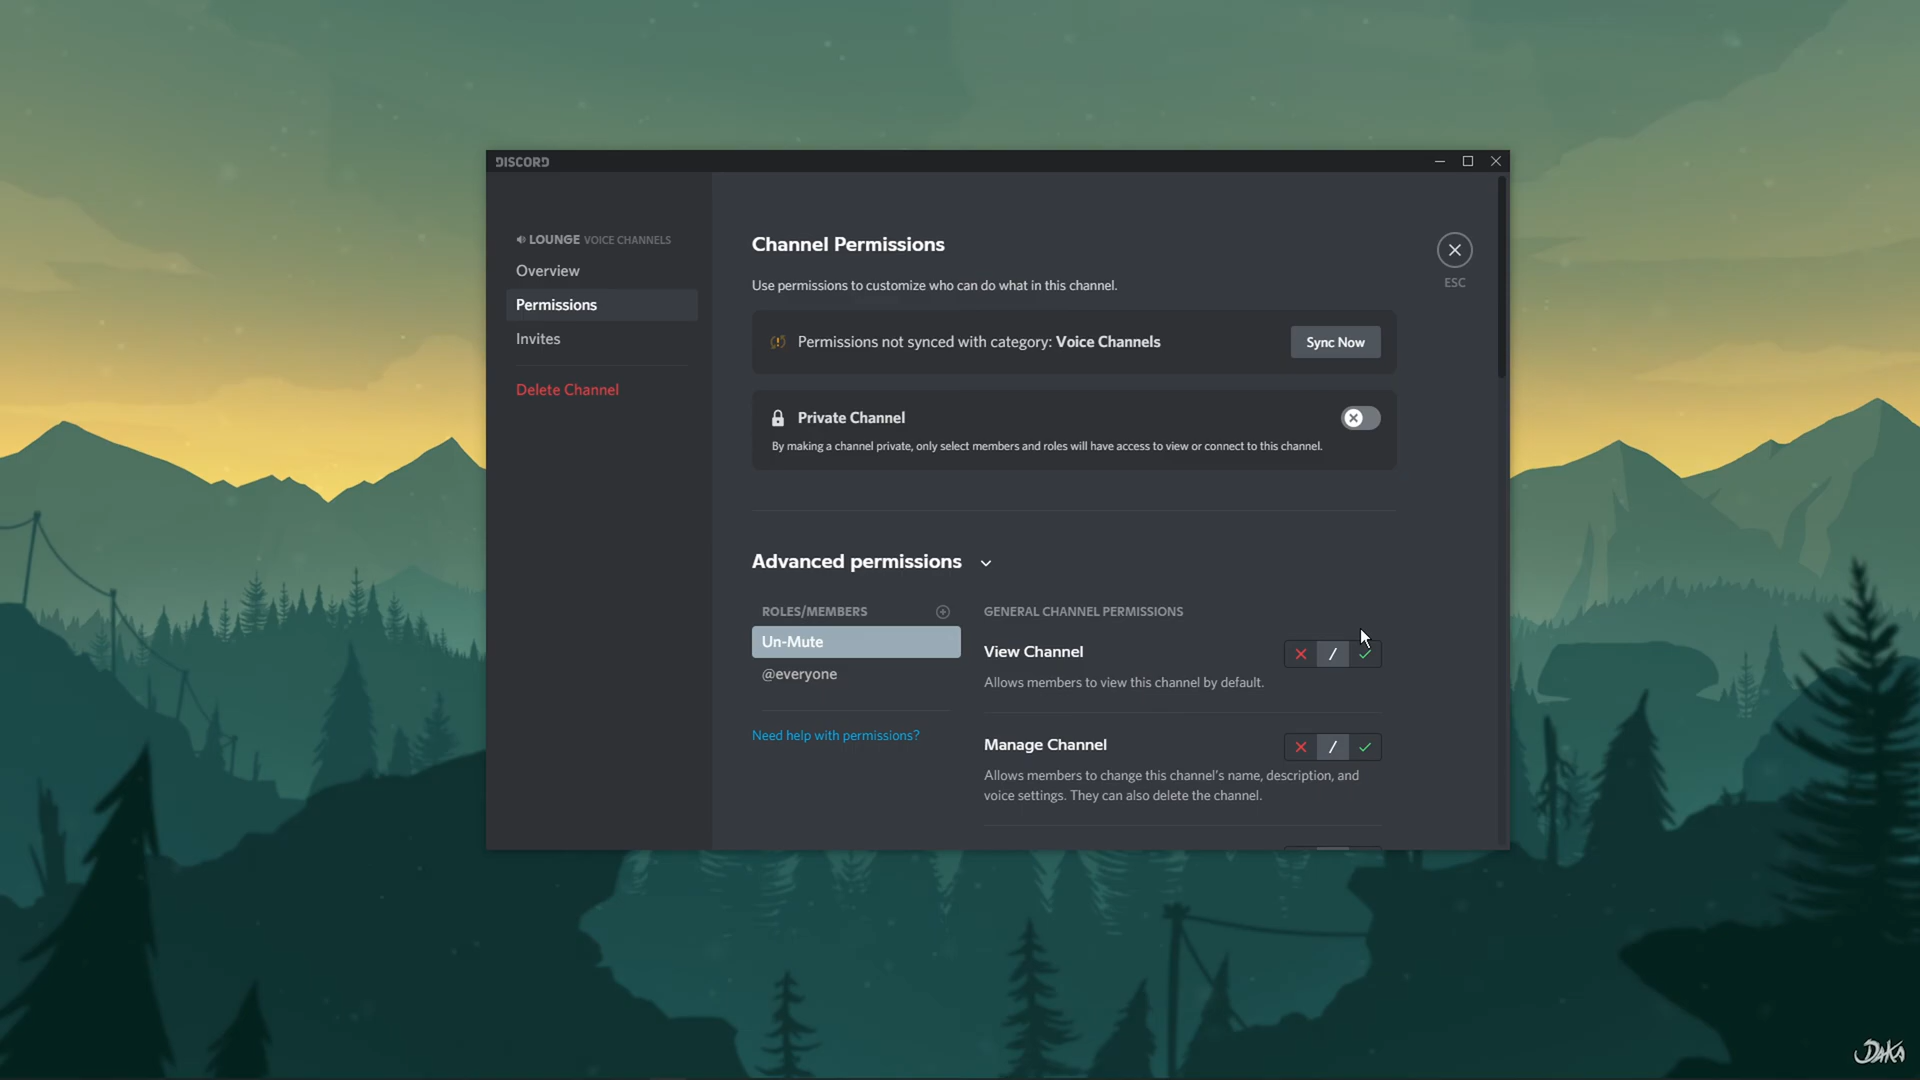 DISCORD
LOUNGE VOICE CHANNELS
Overview
Permissions
Invites
Delete Channel
Channel Permissions
Use permissions to customize who can do what in this channel.
Permissions not synced with category: Voice Channels
Sync Now
Private Channel
By making a channel private, only select members and roles will have access to view or connect to this channel.
ESC
Advanced permissions
ROLES/MEMBERS
Un-Mute
@everyone
Need help with permissions?
GENERAL CHANNEL PERMISSIONS
View Channel
Allows members to view this channel by default.
Manage Channel
Allows members to change this channel's name, description, and
voice settings. They can also delete the channel.
DAKA